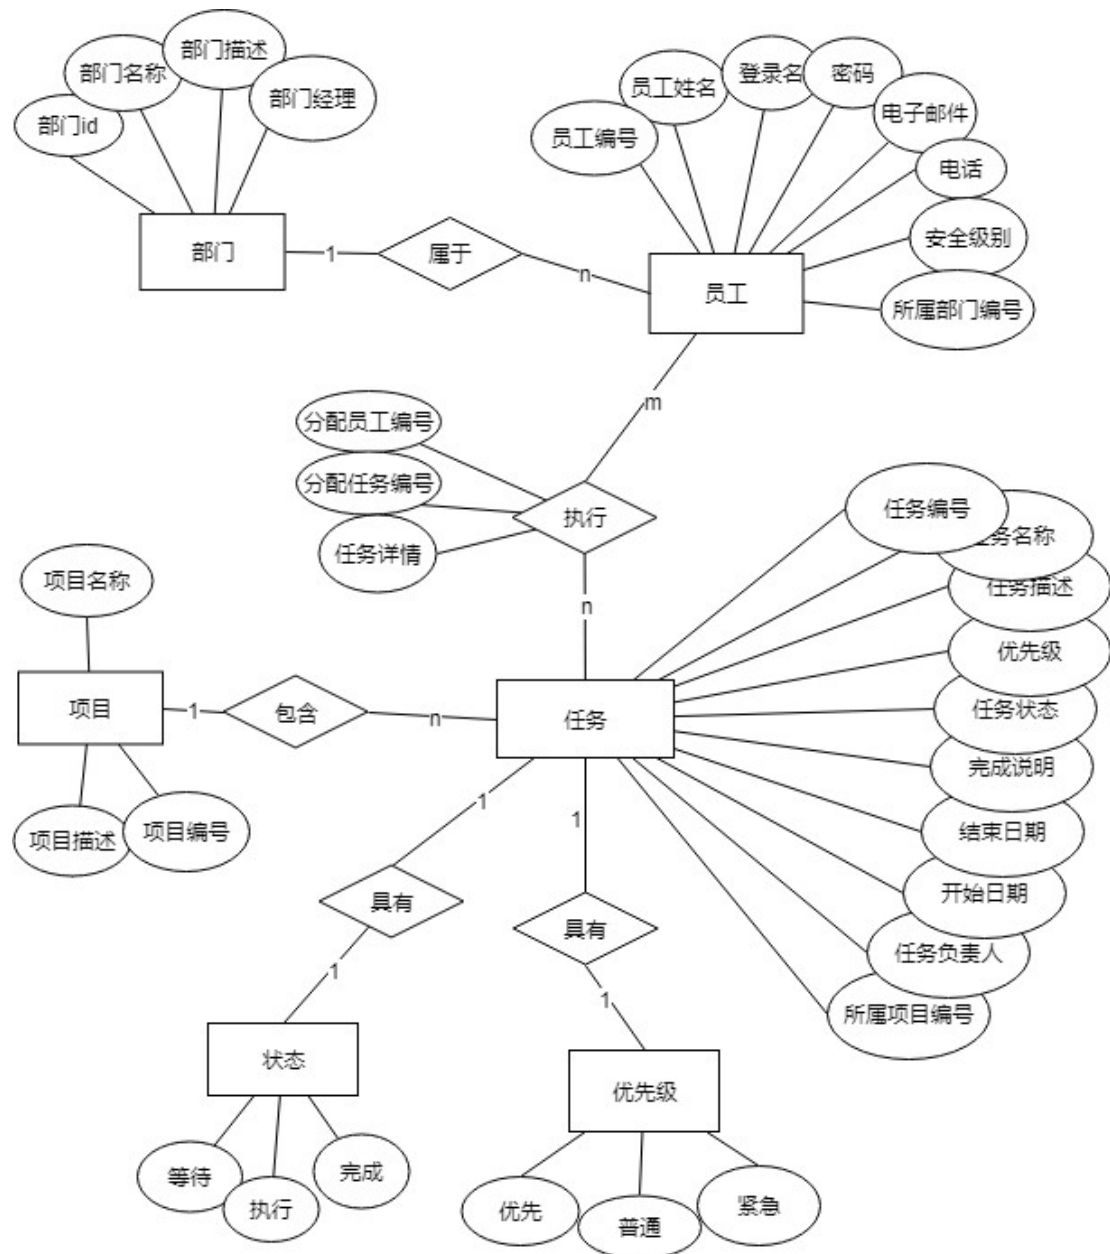 部门id
部门名称
部门描述
部门经理
部门
1
属于
n
员工编号
员工姓名
登录名
密码
电子邮件
电话
安全级别
所属部门编号
员工
m
分配员工编号
分配任务编号
任务详情
执行
n
项目名称
项目
项目描述
项目编号
1
包含
n
任务
任务编号
任务名称
任务描述
优先级
任务状态
完成说明
结束日期
开始日期
任务负责人
所属项目编号
1
具有
1
状态
等待
执行
完成
1
具有
1
优先级
优先
普通
紧急